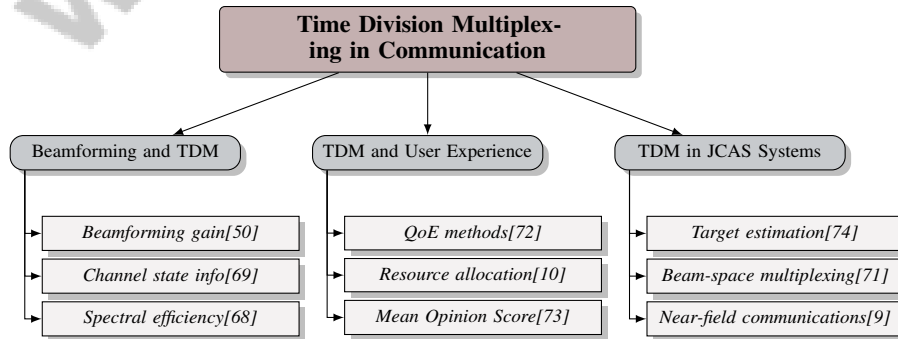 Time Division Multiplex-
ing in Communication
Beamforming and TDM
TDM and User Experience
TDM in JCAS Systems
Beamforming gain[50]
Channel state info[69]
Spectral efficiency[68]
QoE methods[72]
Resource allocation[10]
Mean Opinion Score[73]
Target estimation[74]
Beam-space multiplexing[71]
Near-field communications[9]